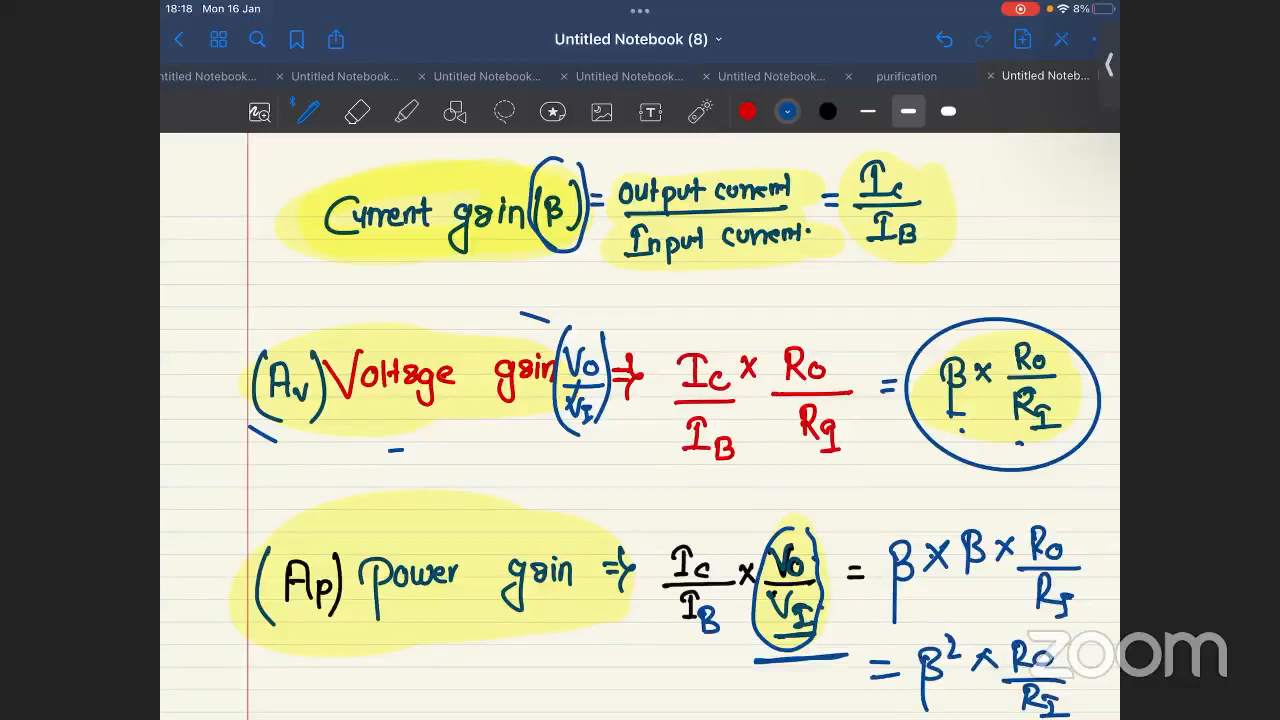 18:18 Mon 16 Jan
8%
Untitled Notebook (8)
ntitled Notebook... × Untitled Notebook... × Untitled Notebook... × Untitled Notebook... × Untitled Notebook... × purification × Untitled Noteb...
Current gain (β) = output current / Input current = Ic / IB
(Av) Voltage gain (Vo / VI) ⇒ Ic / IB × Ro / RI = β × Ro / RI
(Ap) Power gain ⇒ Ic / IB × Vo / VI = β × β × Ro / RI
= β² × Ro / RI
zoom